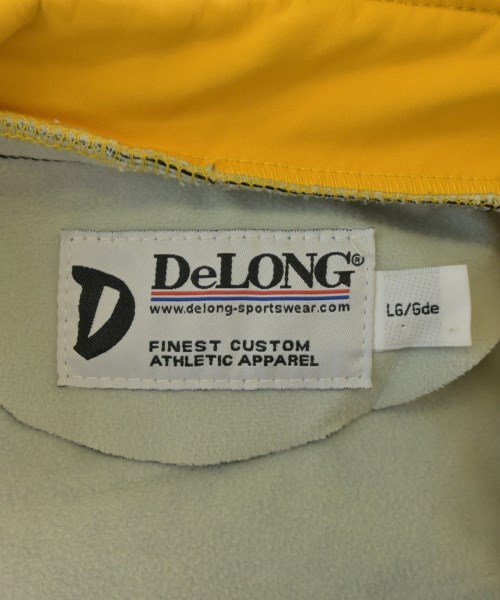 D
DeLONG®
www.delong-sportswear.com
FINEST CUSTOM
ATHLETIC APPAREL
LG/Gde